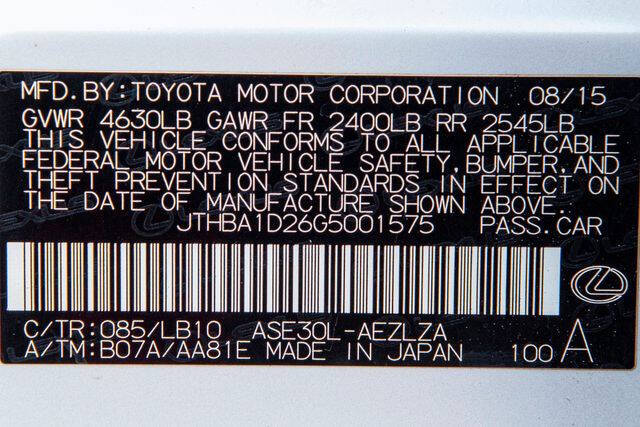 MFD.BY:TOYOTA MOTOR CORPORATION 08/15
GVWR 4630LB GAWR FR 2400LB RR 2545LB
THIS VEHICLE CONFORMS TO ALL APPLICABLE
FEDERAL MOTOR VEHICLE SAFETY,BUMPER,AND
THEFT PREVENTION STANDARDS IN EFFECT ON
THE DATE OF MANUFACTURE SHOWN ABOVE.
JTHBA1D26G5001575 PASS.CAR
C/TR:085/LB10 ASE30L-AEZLZA
A/TM:B07A/AA81E MADE IN JAPAN 100 A